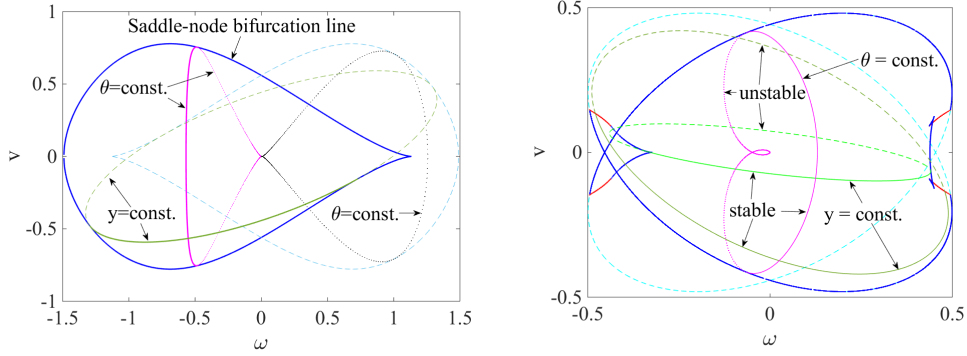 Saddle-node bifurcation line
θ=const.
y=const.
θ=const.
1
0.5
0
-0.5
-1
v
-1.5
-1
-0.5
0
0.5
1
1.5
ω
θ = const.
unstable
stable
y = const.
0.5
0
-0.5
v
-0.5
0
0.5
ω